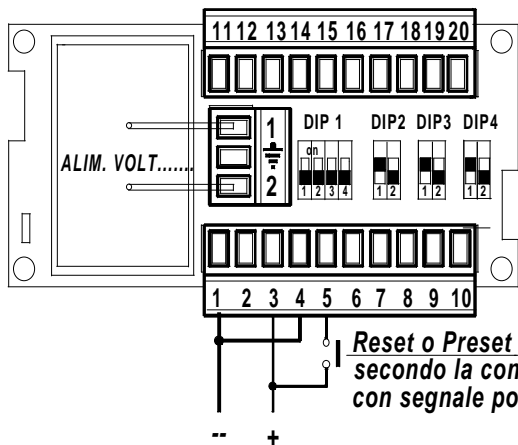 11 12 13 14 15 16 17 18 19 20
1
DIP 1 DIP2 DIP3 DIP4
on
ALIM. VOLT.......
2
1 2 3 4 1 2 1 2 1 2
1 2 3 4 5 6 7 8 9 10
Reset o Preset
secondo la con
con segnale po
-- +